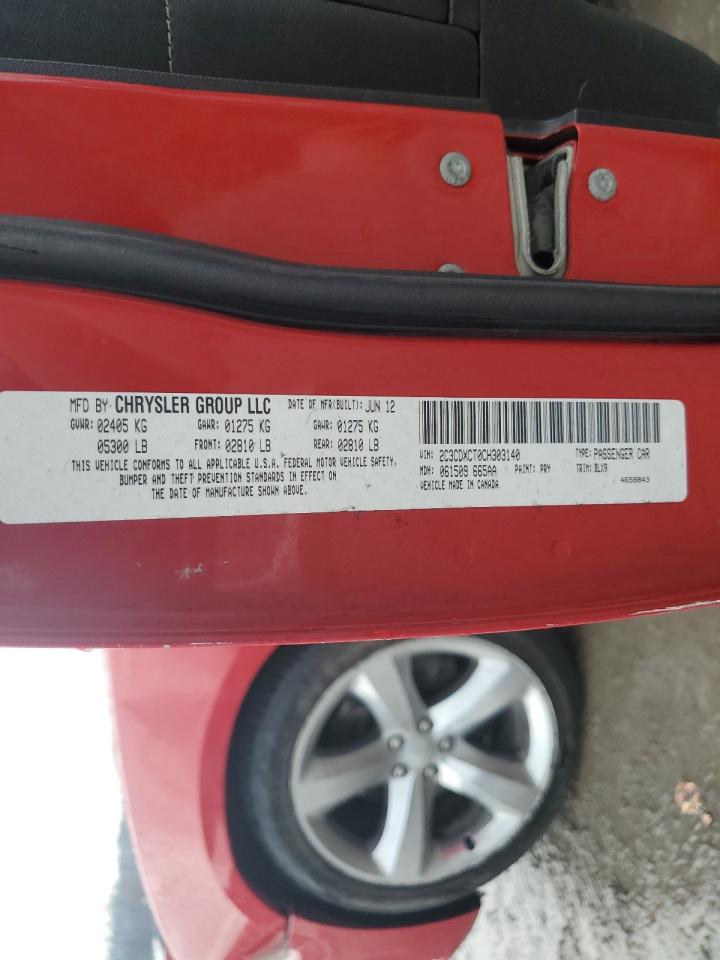 MFD BY CHRYSLER GROUP LLC DATE OF MFR(BUILT): JUN 12
GVWR: 02405 KG GAWR: 01275 KG GAWR: 01275 KG
05300 LB FRONT: 02810 LB REAR: 02810 LB
THIS VEHICLE CONFORMS TO ALL APPLICABLE U.S.A. FEDERAL MOTOR VEHICLE SAFETY,
BUMPER AND THEFT PREVENTION STANDARDS IN EFFECT ON
THE DATE OF MANUFACTURE SHOWN ABOVE.
VIN: 2C3CDXCT0CH303140 TYPE: PASSENGER CAR
MDH: 061509 665AA PAINT: PRY TRIM: BLX9
VEHICLE MADE IN CANADA 4658843